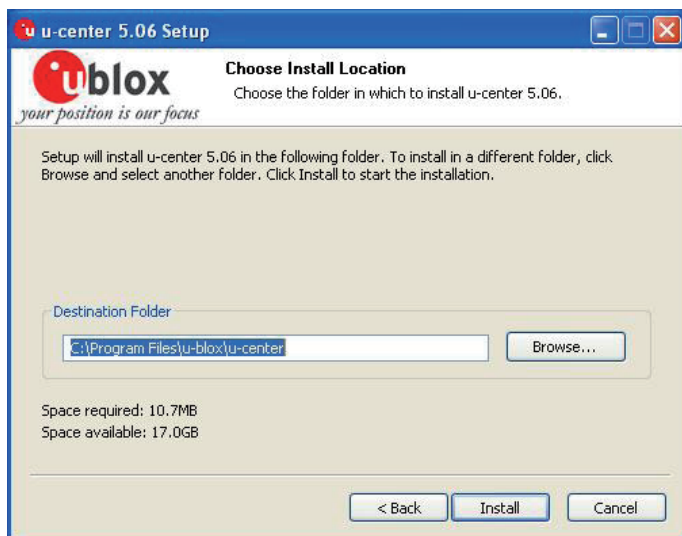 u-center 5.06 Setup
ublox
your position is our focus
Choose Install Location
Choose the folder in which to install u-center 5.06.
Setup will install u-center 5.06 in the following folder. To install in a different folder, click
Browse and select another folder. Click Install to start the installation.
Destination Folder
C:\Program Files\u-blox\u-center
Browse...
Space required: 10.7MB
Space available: 17.0GB
< Back
Install
Cancel